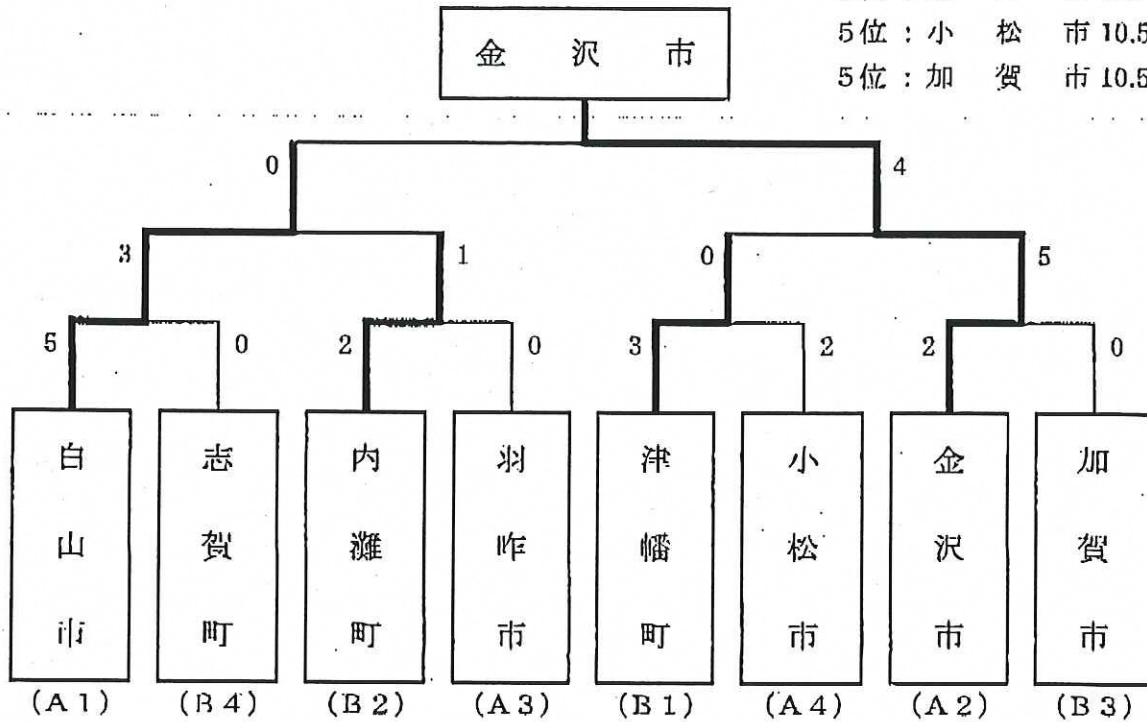 5位：小松市 10.5
5位：加賀市 10.5
金沢市
0 4
3 1 0 5
5 0 2 0 3 2 2 0
白山市
志賀町
内灘町
羽咋市
津幡町
小松市
金沢市
加賀市
(A1) (B4) (B2) (A3) (B1) (A4) (A2) (B3)